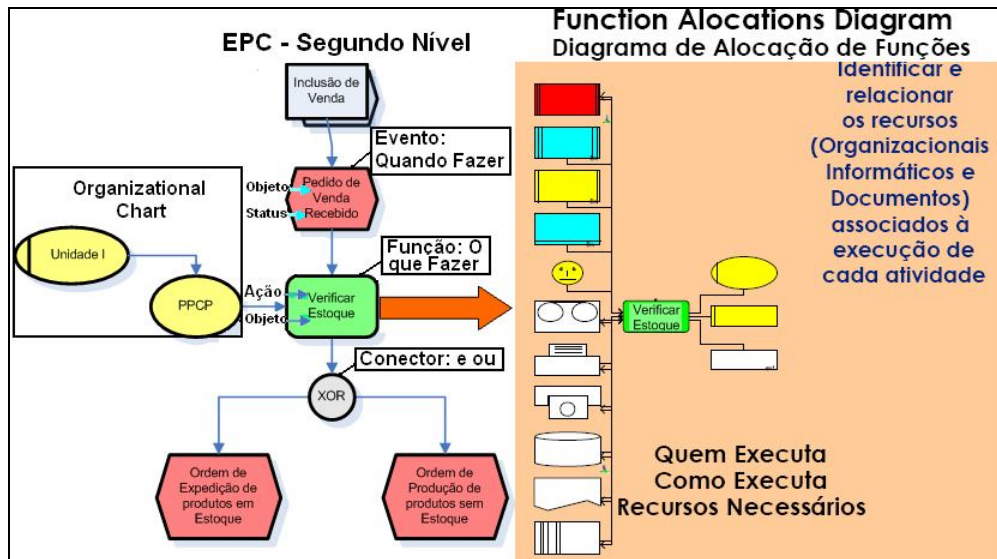 EPC - Segundo Nível
Inclusão de
Venda
Evento:
Quando Fazer
Objeto
Status
Pedido de
Venda
Recebido
Organizational
Chart
Unidade I
PPCP
Função: O
que Fazer
Ação
Objeto
Verificar
Estoque
Conector: e ou
XOR
Ordem de
Expedição de
produtos em
Estoque
Ordem de
Produção de
produtos sem
Estoque
Function Alocations Diagram
Diagrama de Alocação de Funções
Identificar e
relacionar
os recursos
(Organizacionais
Informáticos e
Documentos)
associados à
execução de
cada atividade
Verificar
Estoque
Quem Executa
Como Executa
Recursos Necessários